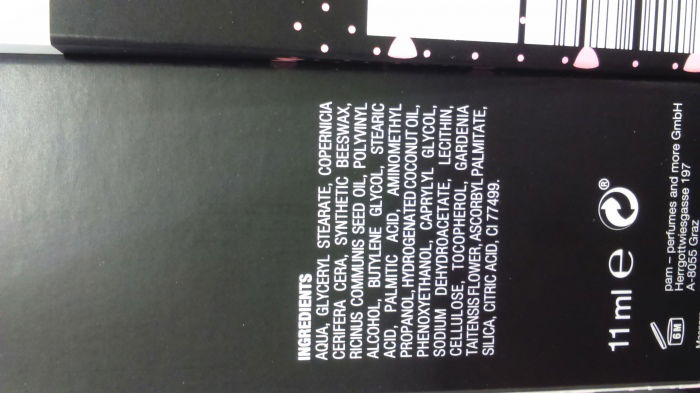 INGREDIENTS
AQUA, GLYCERYL STEARATE, COPERNICIA
CERIFERA CERA, SYNTHETIC BEESWAX,
RICINUS COMMUNIS SEED OIL, POLYVINYL
ALCOHOL, BUTYLENE GLYCOL, STEARIC
ACID, PALMITIC ACID, AMINOMETHYL
PROPANOL, HYDROGENATED COCONUT OIL,
PHENOXYETHANOL, CAPRYLYL GLYCOL,
SODIUM DEHYDROACETATE, LECITHIN,
CELLULOSE, TOCOPHEROL, GARDENIA
TAITENSIS FLOWER, ASCORBYL PALMITATE,
SILICA, CITRIC ACID, CI 77499.
11 ml e ®
6 M
pam – perfumes and more GmbH
Herrgottwiesgasse 197
A-8055 Graz